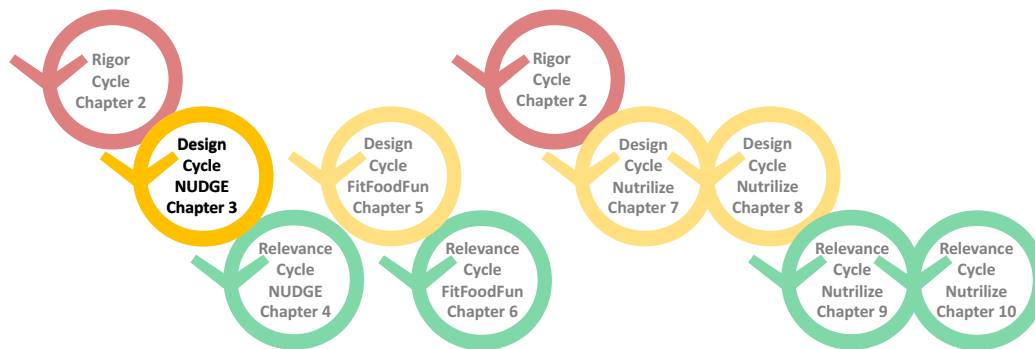 Rigor
Cycle
Chapter 2
Rigor
Cycle
Chapter 2
Design
Cycle
NUDGE
Chapter 3
Design
Cycle
FitFoodFun
Chapter 5
Design
Cycle
Nutrilize
Chapter 7
Design
Cycle
Nutrilize
Chapter 8
Relevance
Cycle
NUDGE
Chapter 4
Relevance
Cycle
FitFoodFun
Chapter 6
Relevance
Cycle
Nutrilize
Chapter 9
Relevance
Cycle
Nutrilize
Chapter 10